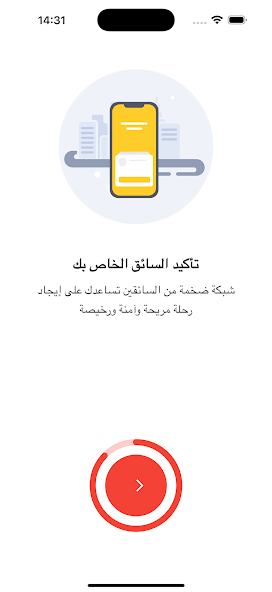 14:31
تأكيد السائق الخاص بك
شبكة ضخمة من السائقين تساعدك على إيجاد
رحلة مريحة وآمنة ورخيصة